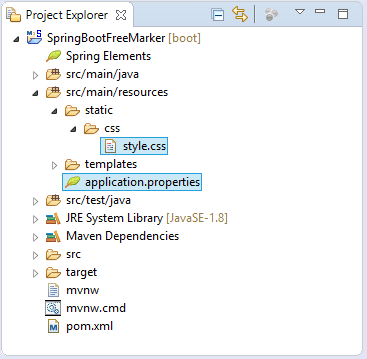 Project Explorer
SpringBootFreeMarker [boot]
Spring Elements
src/main/java
src/main/resources
static
css
style.css
templates
application.properties
src/test/java
JRE System Library [JavaSE-1.8]
Maven Dependencies
src
target
mvnw
mvnw.cmd
pom.xml